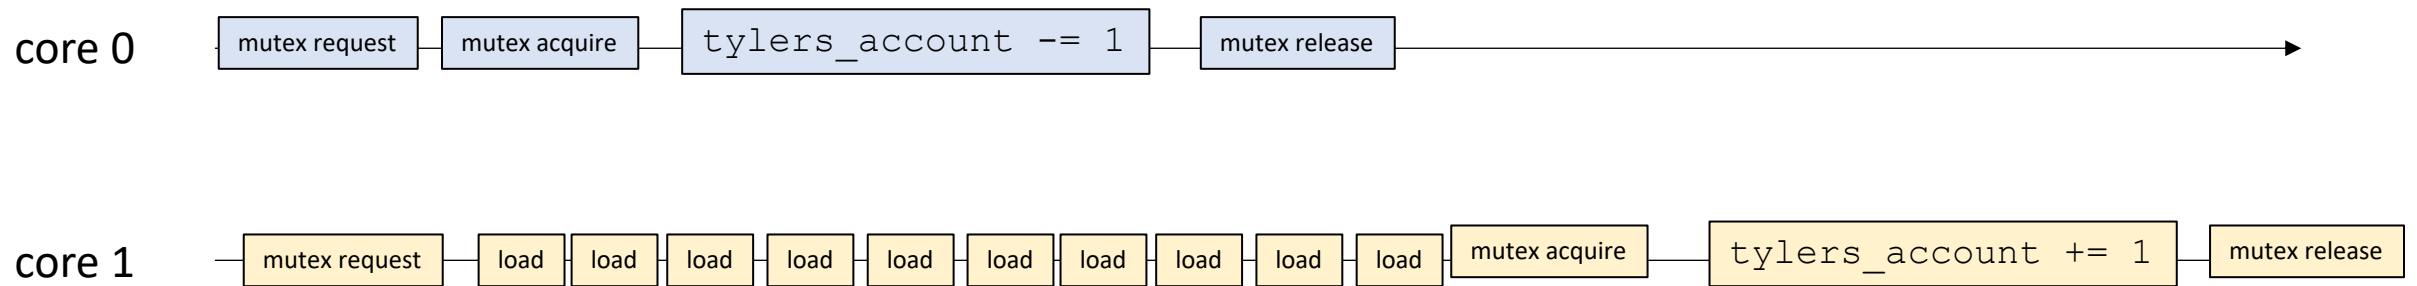 core 0
mutex request
mutex acquire
tylers_account -= 1
mutex release
core 1
mutex request
load
load
load
load
load
load
load
load
load
load
mutex acquire
tylers_account += 1
mutex release